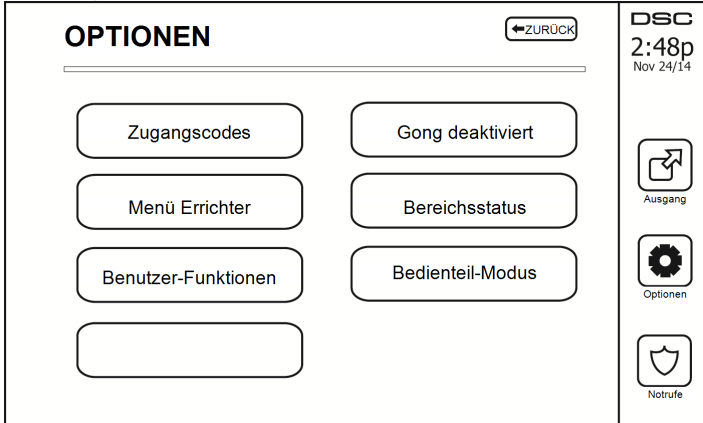 OPTIONEN
ZURÜCK
Zugangscodes
Gong deaktiviert
Menü Errichter
Bereichsstatus
Benutzer-Funktionen
Bedienteil-Modus
DSC
2:48p
Nov 24/14
Ausgang
Optionen
Notrufe